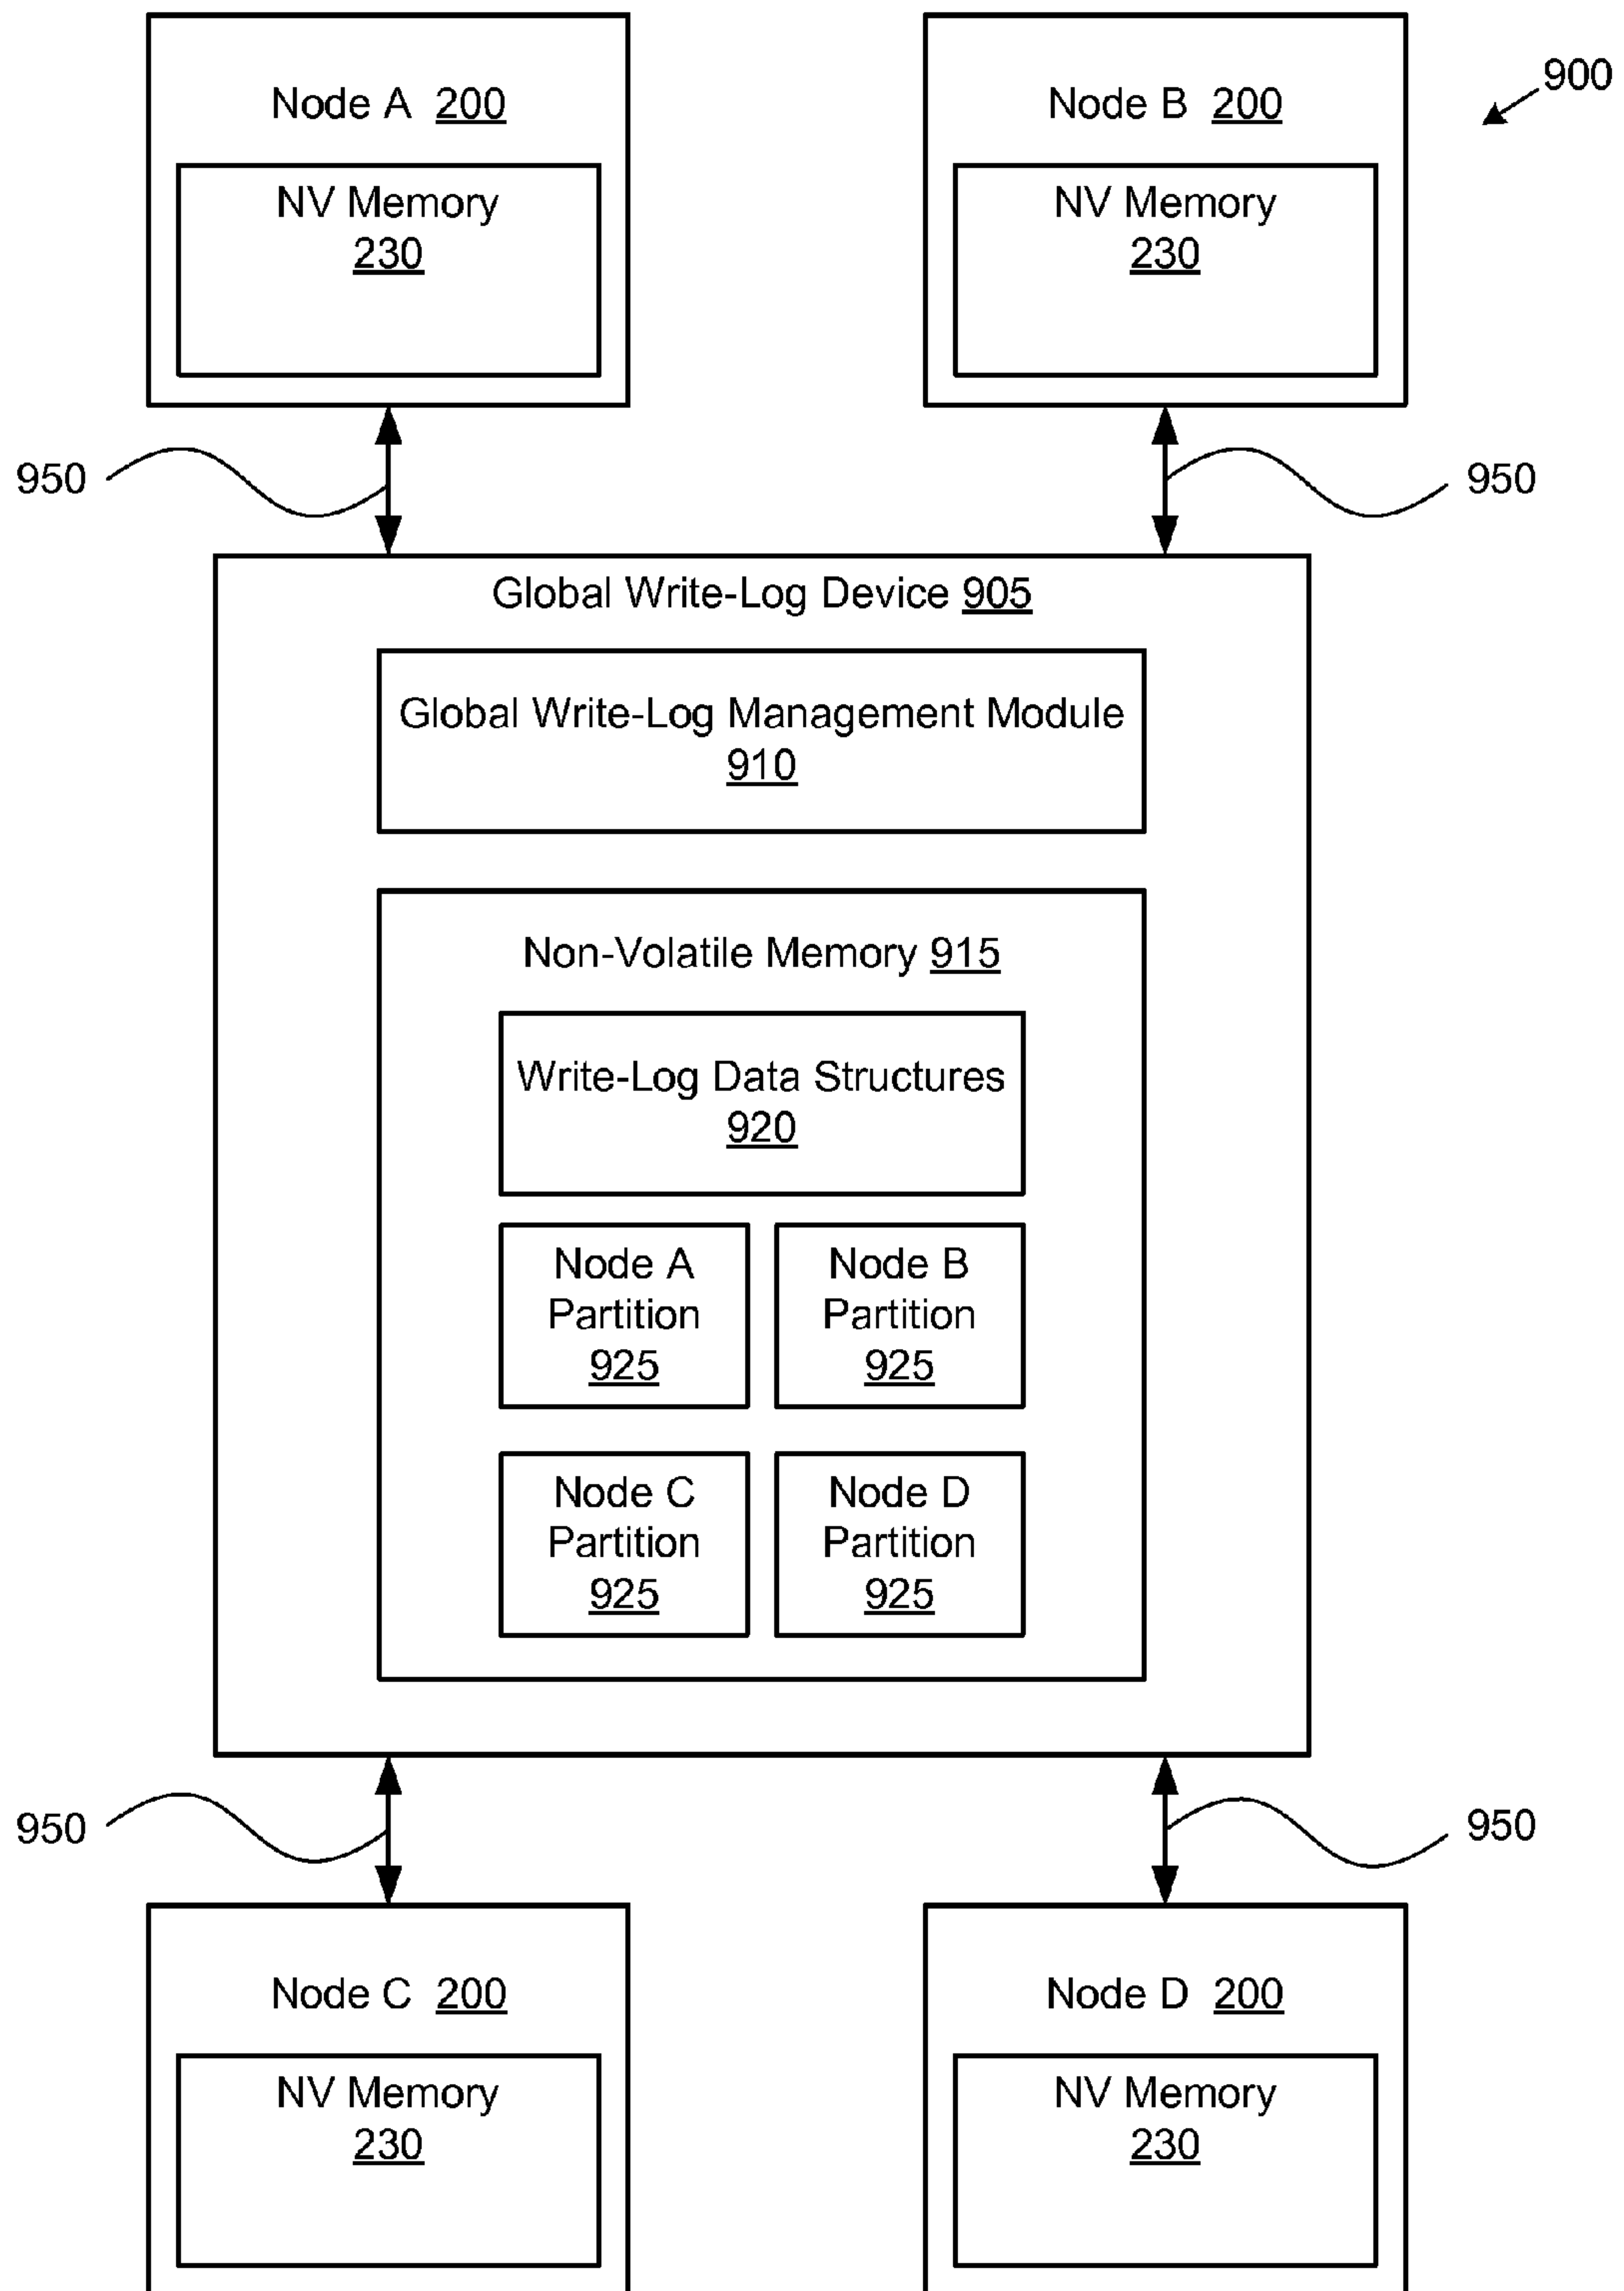 900
Node A 200
NV Memory
230
Node B 200
NV Memory
230
950
950
Global Write-Log Device 905
Global Write-Log Management Module
910
Non-Volatile Memory 915
Write-Log Data Structures
920
Node A
Partition
925
Node B
Partition
925
Node C
Partition
925
Node D
Partition
925
950
950
Node C 200
NV Memory
230
Node D 200
NV Memory
230